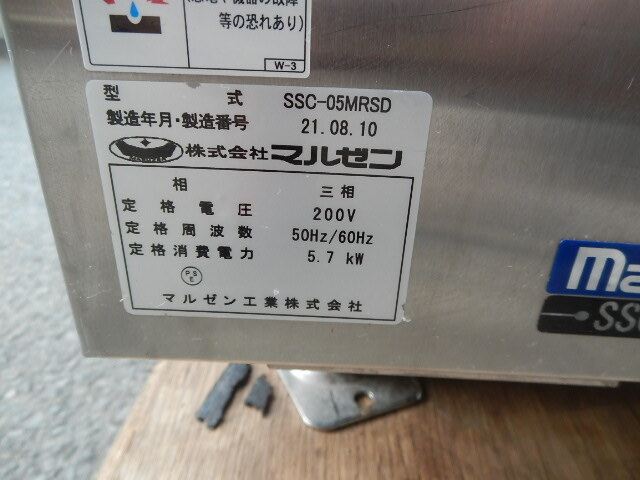 等の恐れあり)
W-3
型式 SSC-05MRSD
製造年月・製造番号 21.08.10
株式会社マルゼン
相 三相
定格電圧 200V
定格周波数 50Hz/60Hz
定格消費電力 5.7 kW
PSE
マルゼン工業株式会社
Ma
SS